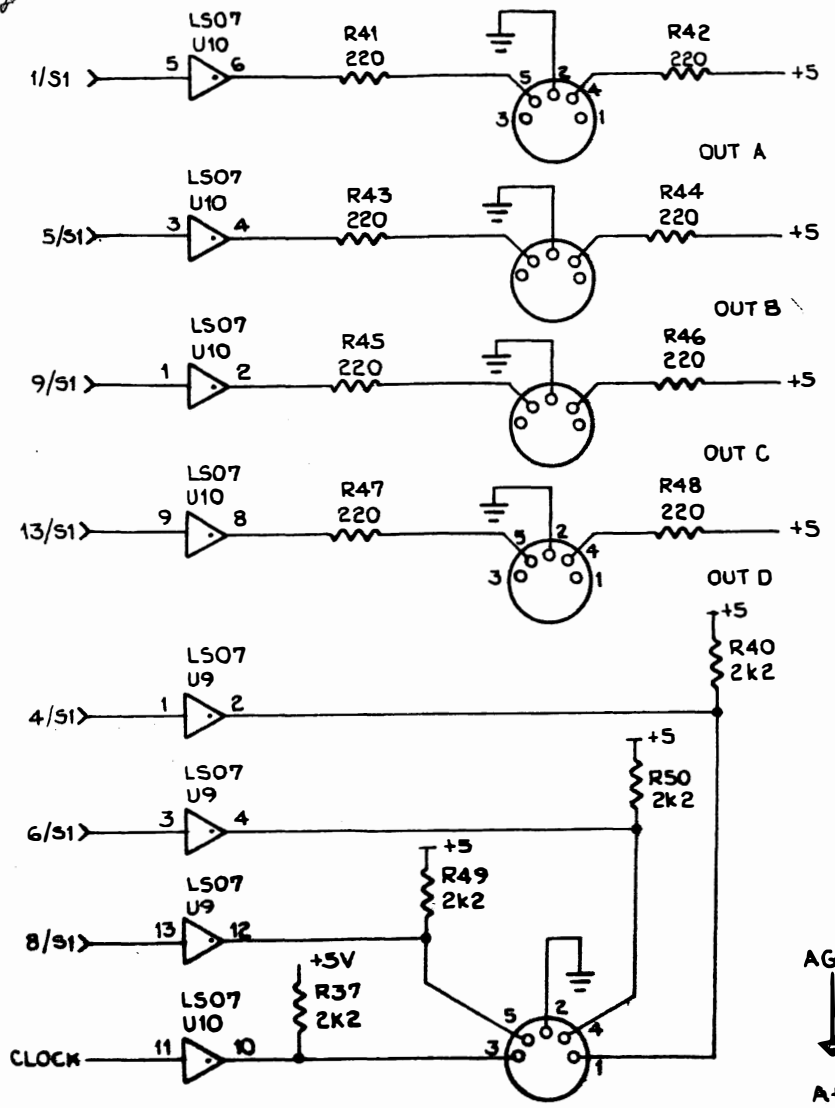 LS07
U10
R41
220
R42
220
1/S1
5
6
5
2
4
3
1
+5
OUT A
LS07
U10
R43
220
R44
220
5/S1
3
4
+5
OUT B
LS07
U10
R45
220
R46
220
9/S1
1
2
+5
OUT C
LS07
U10
R47
220
R48
220
13/S1
9
8
5
2
4
3
1
+5
OUT D
+5
R40
2K2
LS07
U9
4/S1
1
2
+5
R50
2K2
LS07
U9
6/S1
3
4
+5
R49
2K2
LS07
U9
8/S1
13
12
+5V
R37
2K2
LS07
U10
CLOCK
11
10
5
2
4
3
1